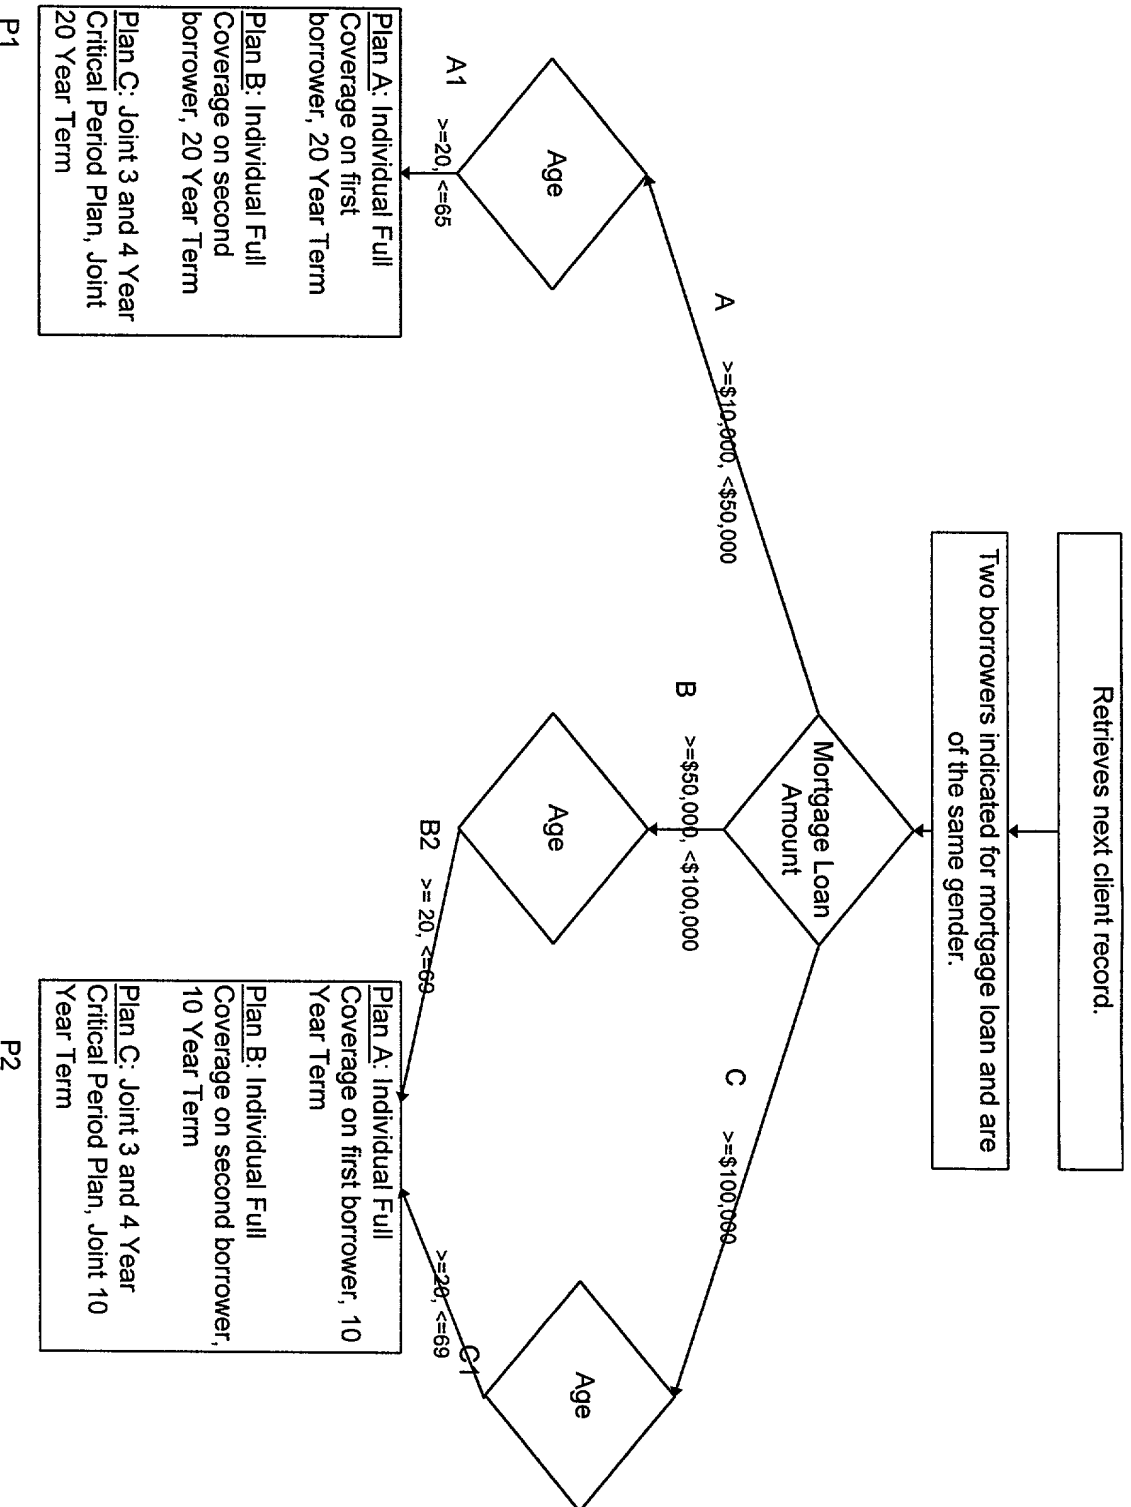 Retrieves next client record.
Two borrowers indicated for mortgage loan and are
of the same gender.
Mortgage Loan
Amount
A
>=$10,000, <$50,000
B
>=$50,000, <$100,000
C
>=$100,000
Age
Age
Age
A1
>=20, <=65
B2
>= 20, <=69
C1
>=20, <=69
Plan A: Individual Full
Coverage on first
borrower, 20 Year Term
Plan B: Individual Full
Coverage on second
borrower, 20 Year Term
Plan C: Joint 3 and 4 Year
Critical Period Plan, Joint
20 Year Term
P1
Plan A: Individual Full
Coverage on first borrower, 10
Year Term
Plan B: Individual Full
Coverage on second borrower,
10 Year Term
Plan C: Joint 3 and 4 Year
Critical Period Plan, Joint 10
Year Term
P2